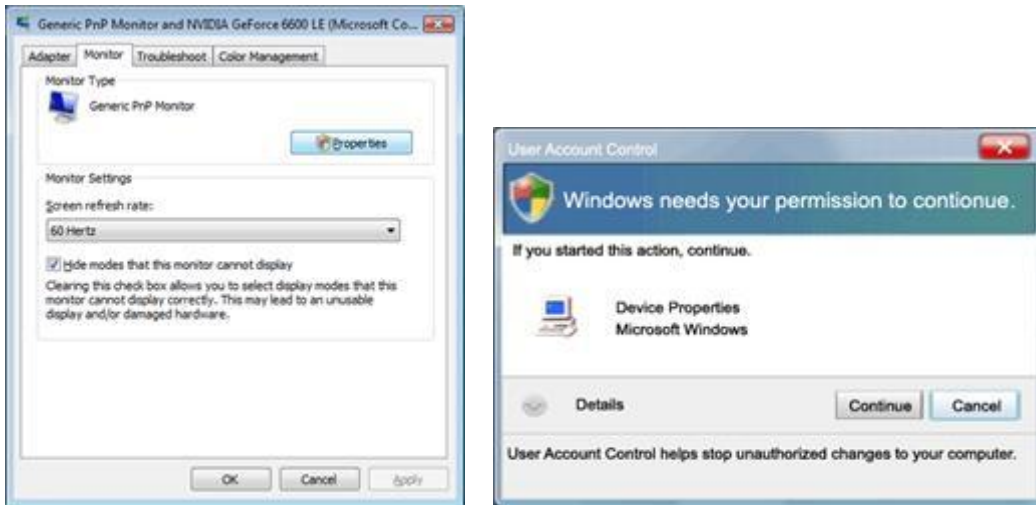 Generic PnP Monitor and NVIDIA GeForce 6600 LE (Microsoft Co...
Adapter Monitor Troubleshoot Color Management
Monitor Type
Generic PnP Monitor
Properties
Monitor Settings
Screen refresh rate:
60 Hertz
Hide modes that this monitor cannot display
Clearing this check box allows you to select display modes that this
monitor cannot display correctly. This may lead to an unusable
display and/or damaged hardware.
OK Cancel Apply
User Account Control
Windows needs your permission to contionue.
If you started this action, continue.
Device Properties
Microsoft Windows
Details Continue Cancel
User Account Control helps stop unauthorized changes to your computer.